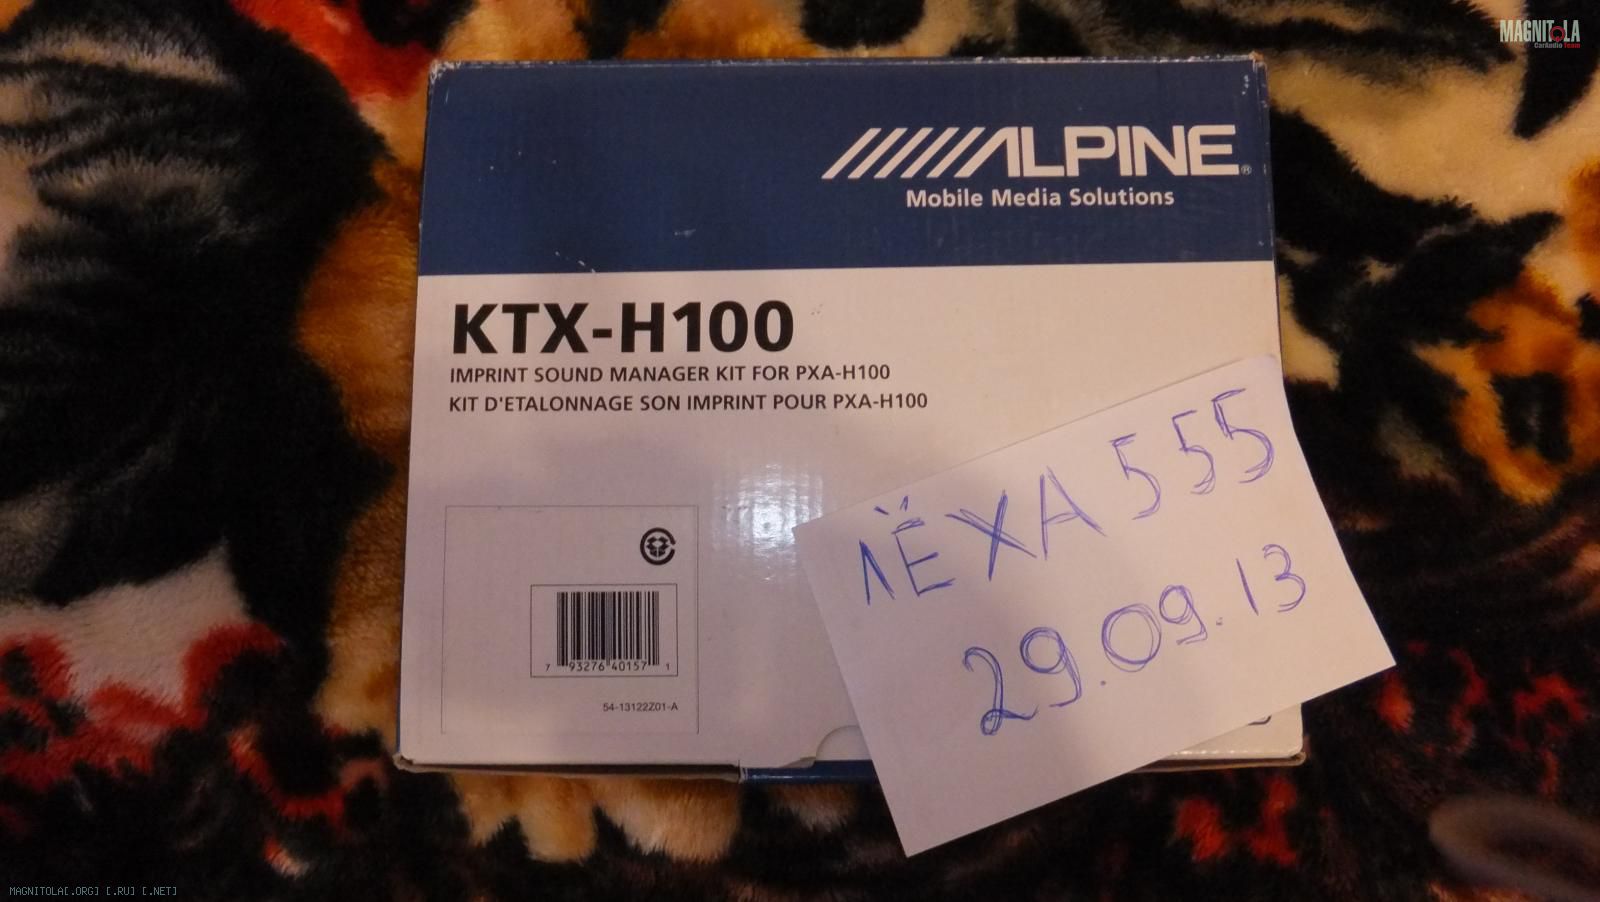 MAGNITOLA
CarAudio Team
ALPINE®
Mobile Media Solutions
KTX-H100
IMPRINT SOUND MANAGER KIT FOR PXA-H100
KIT D'ETALONNAGE SON IMPRINT POUR PXA-H100
ЛЁХА 555
29.09.13
7 93276 40157 1
54-13122Z01-A
MAGNITOLA[.ORG] [.RU] [.NET]